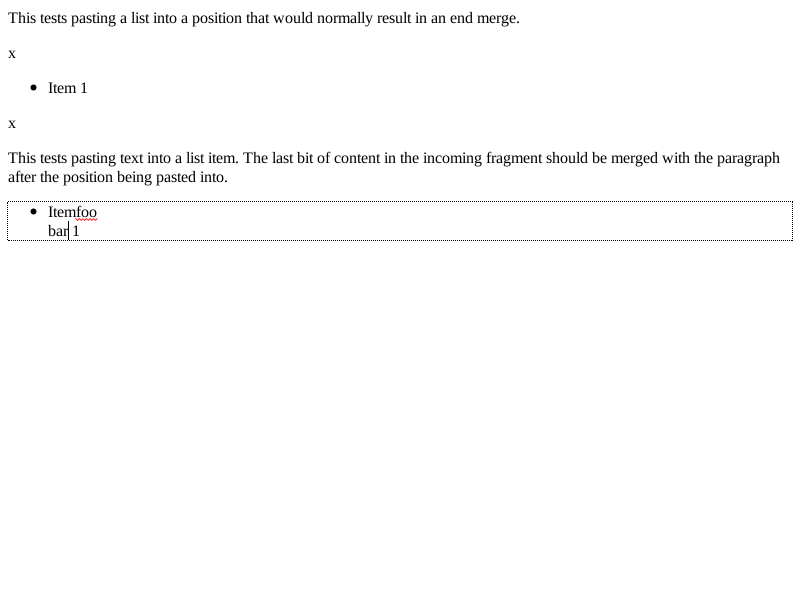 This tests pasting a list into a position that would normally result in an end merge.
x
Item 1
x
This tests pasting text into a list item. The last bit of content in the incoming fragment should be merged with the paragraph
after the position being pasted into.
Itemfoo
bar 1